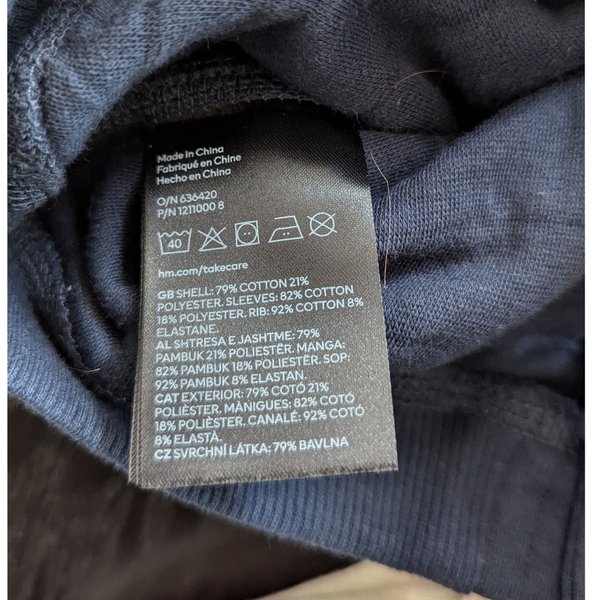 Made in China
Fabriqué en Chine
Hecho en China
O/N 636420
P/N 1211000 8
40
hm.com/takecare
GB SHELL: 79% COTTON 21%
POLYESTER. SLEEVES: 82% COTTON
18% POLYESTER. RIB: 92% COTTON 8%
ELASTANE.
AL SHTRESA E JASHTME: 79%
PAMBUK 21% POLIESTËR. MANGA:
82% PAMBUK 18% POLIESTËR. SOP:
92% PAMBUK 8% ELASTAN.
CAT EXTERIOR: 79% COTÓ 21%
POLIÈSTER. MÀNIGUES: 82% COTÓ
18% POLIÈSTER. CANALÉ: 92% COTÓ
8% ELASTÀ.
CZ SVRCHNÍ LÁTKA: 79% BAVLNA